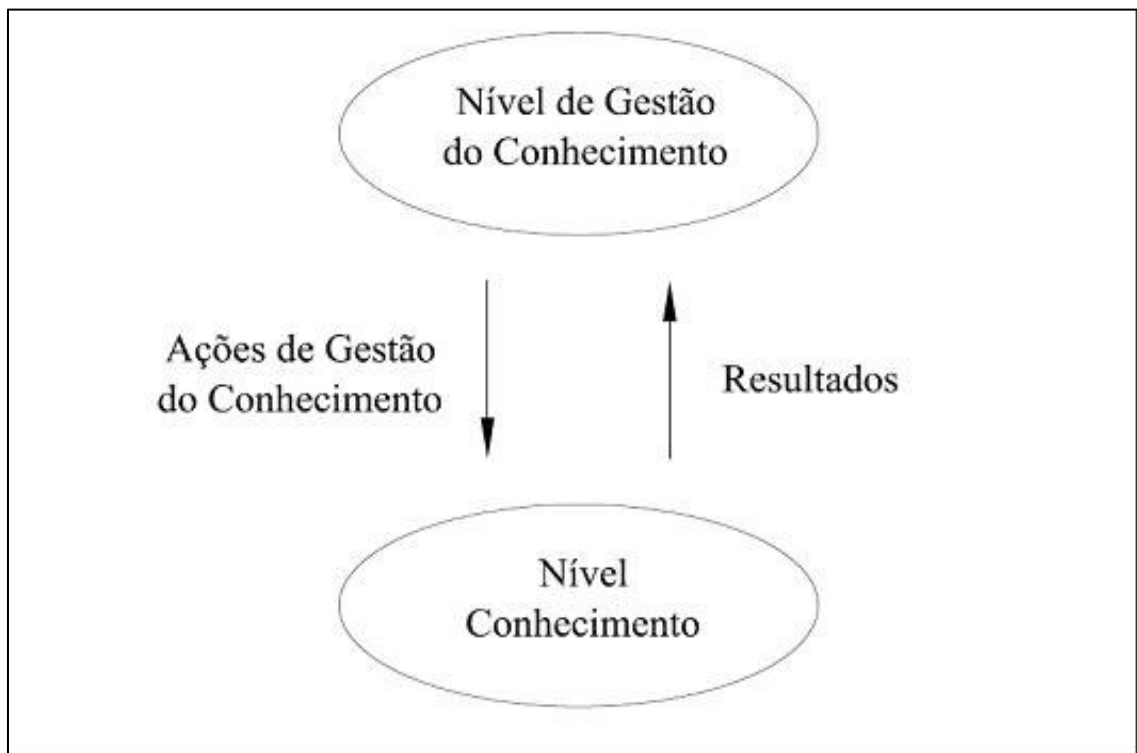 Nível de Gestão
do Conhecimento
Ações de Gestão
do Conhecimento
Resultados
Nível
Conhecimento